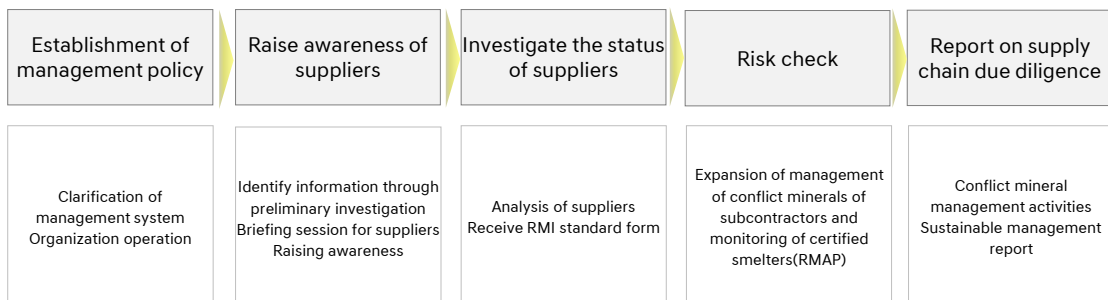 Establishment of
management policy
Raise awareness of
suppliers
Investigate the status
of suppliers
Risk check
Report on supply
chain due diligence
Clarification of
management system
Organization operation
Identify information through
preliminary investigation
Briefing session for suppliers
Raising awareness
Analysis of suppliers
Receive RMI standard form
Expansion of management
of conflict minerals of
subcontractors and
monitoring of certified
smelters(RMAP)
Conflict mineral
management activities
Sustainable management
report